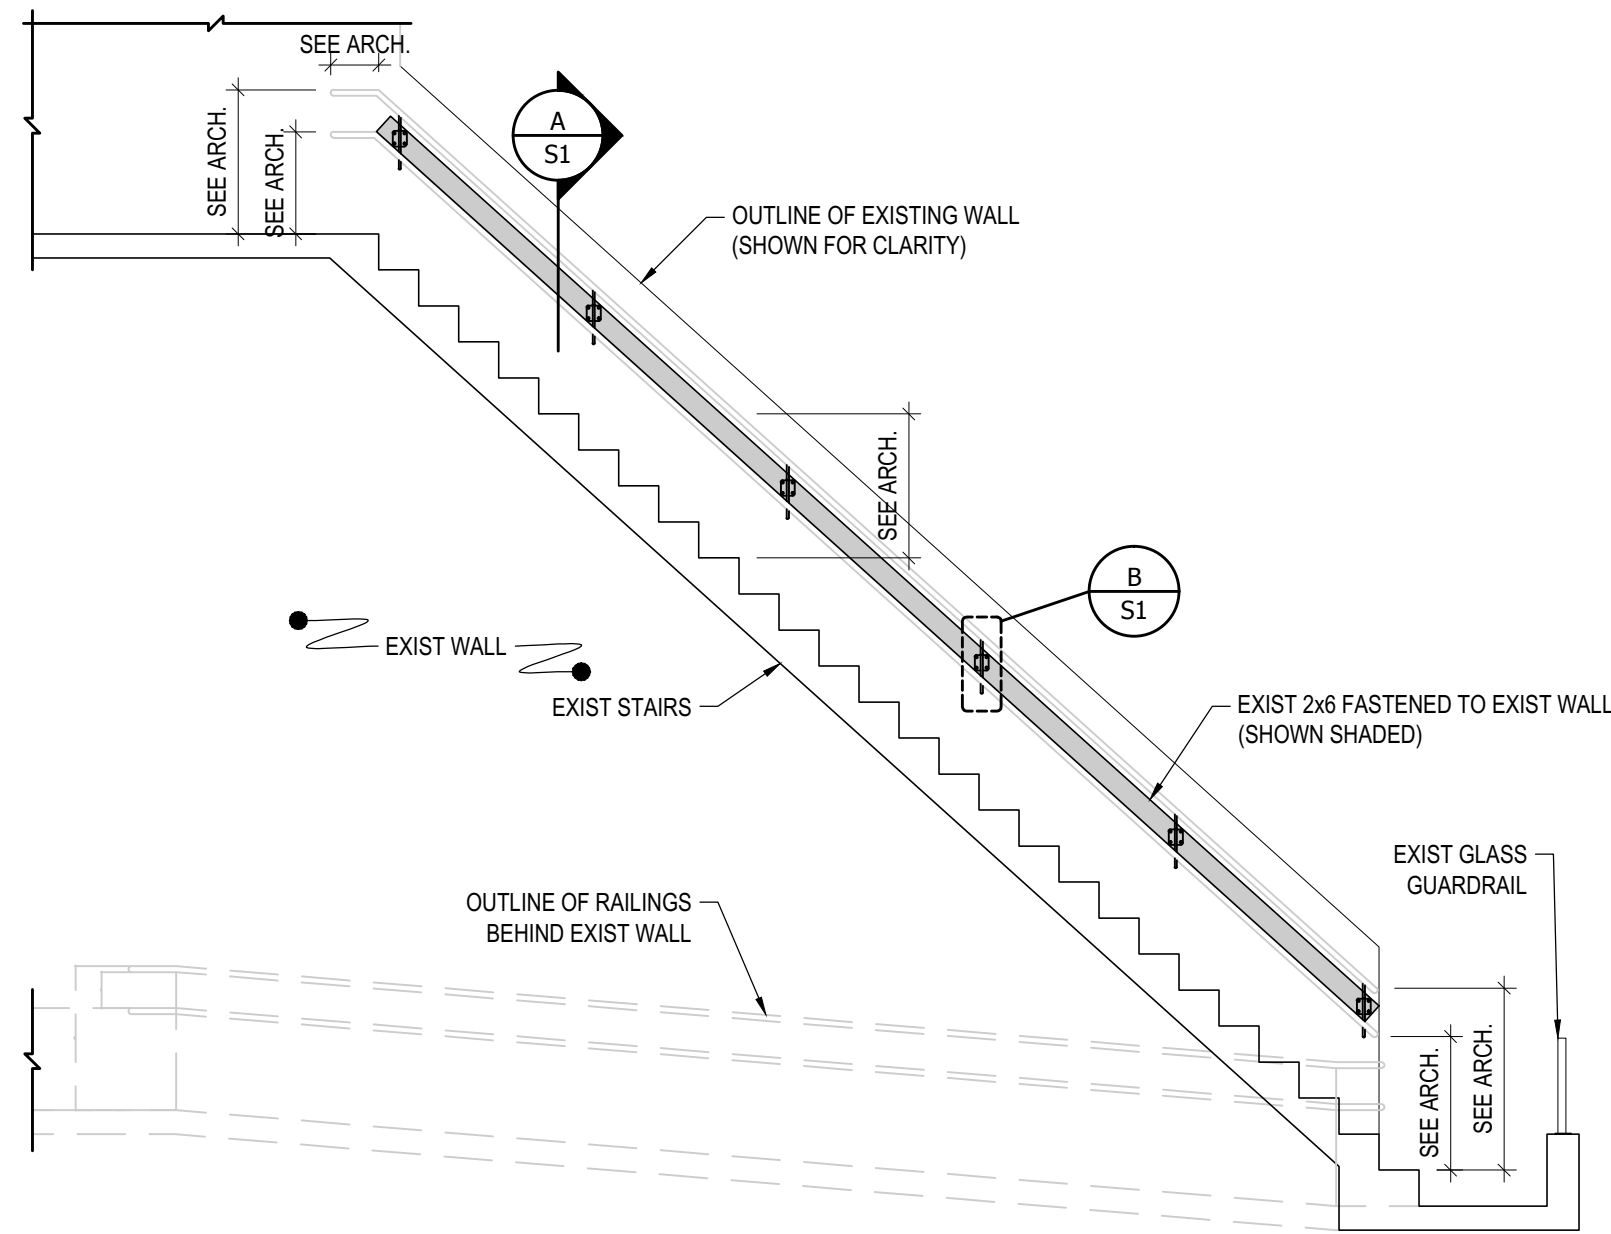 SEE ARCH.
SEE ARCH.
SEE ARCH.
A
S1
OUTLINE OF EXISTING WALL
(SHOWN FOR CLARITY)
SEE ARCH.
B
S1
EXIST WALL
EXIST STAIRS
EXIST 2x6 FASTENED TO EXIST WALL
(SHOWN SHADED)
EXIST GLASS
GUARDRAIL
OUTLINE OF RAILINGS
BEHIND EXIST WALL
SEE ARCH.
SEE ARCH.